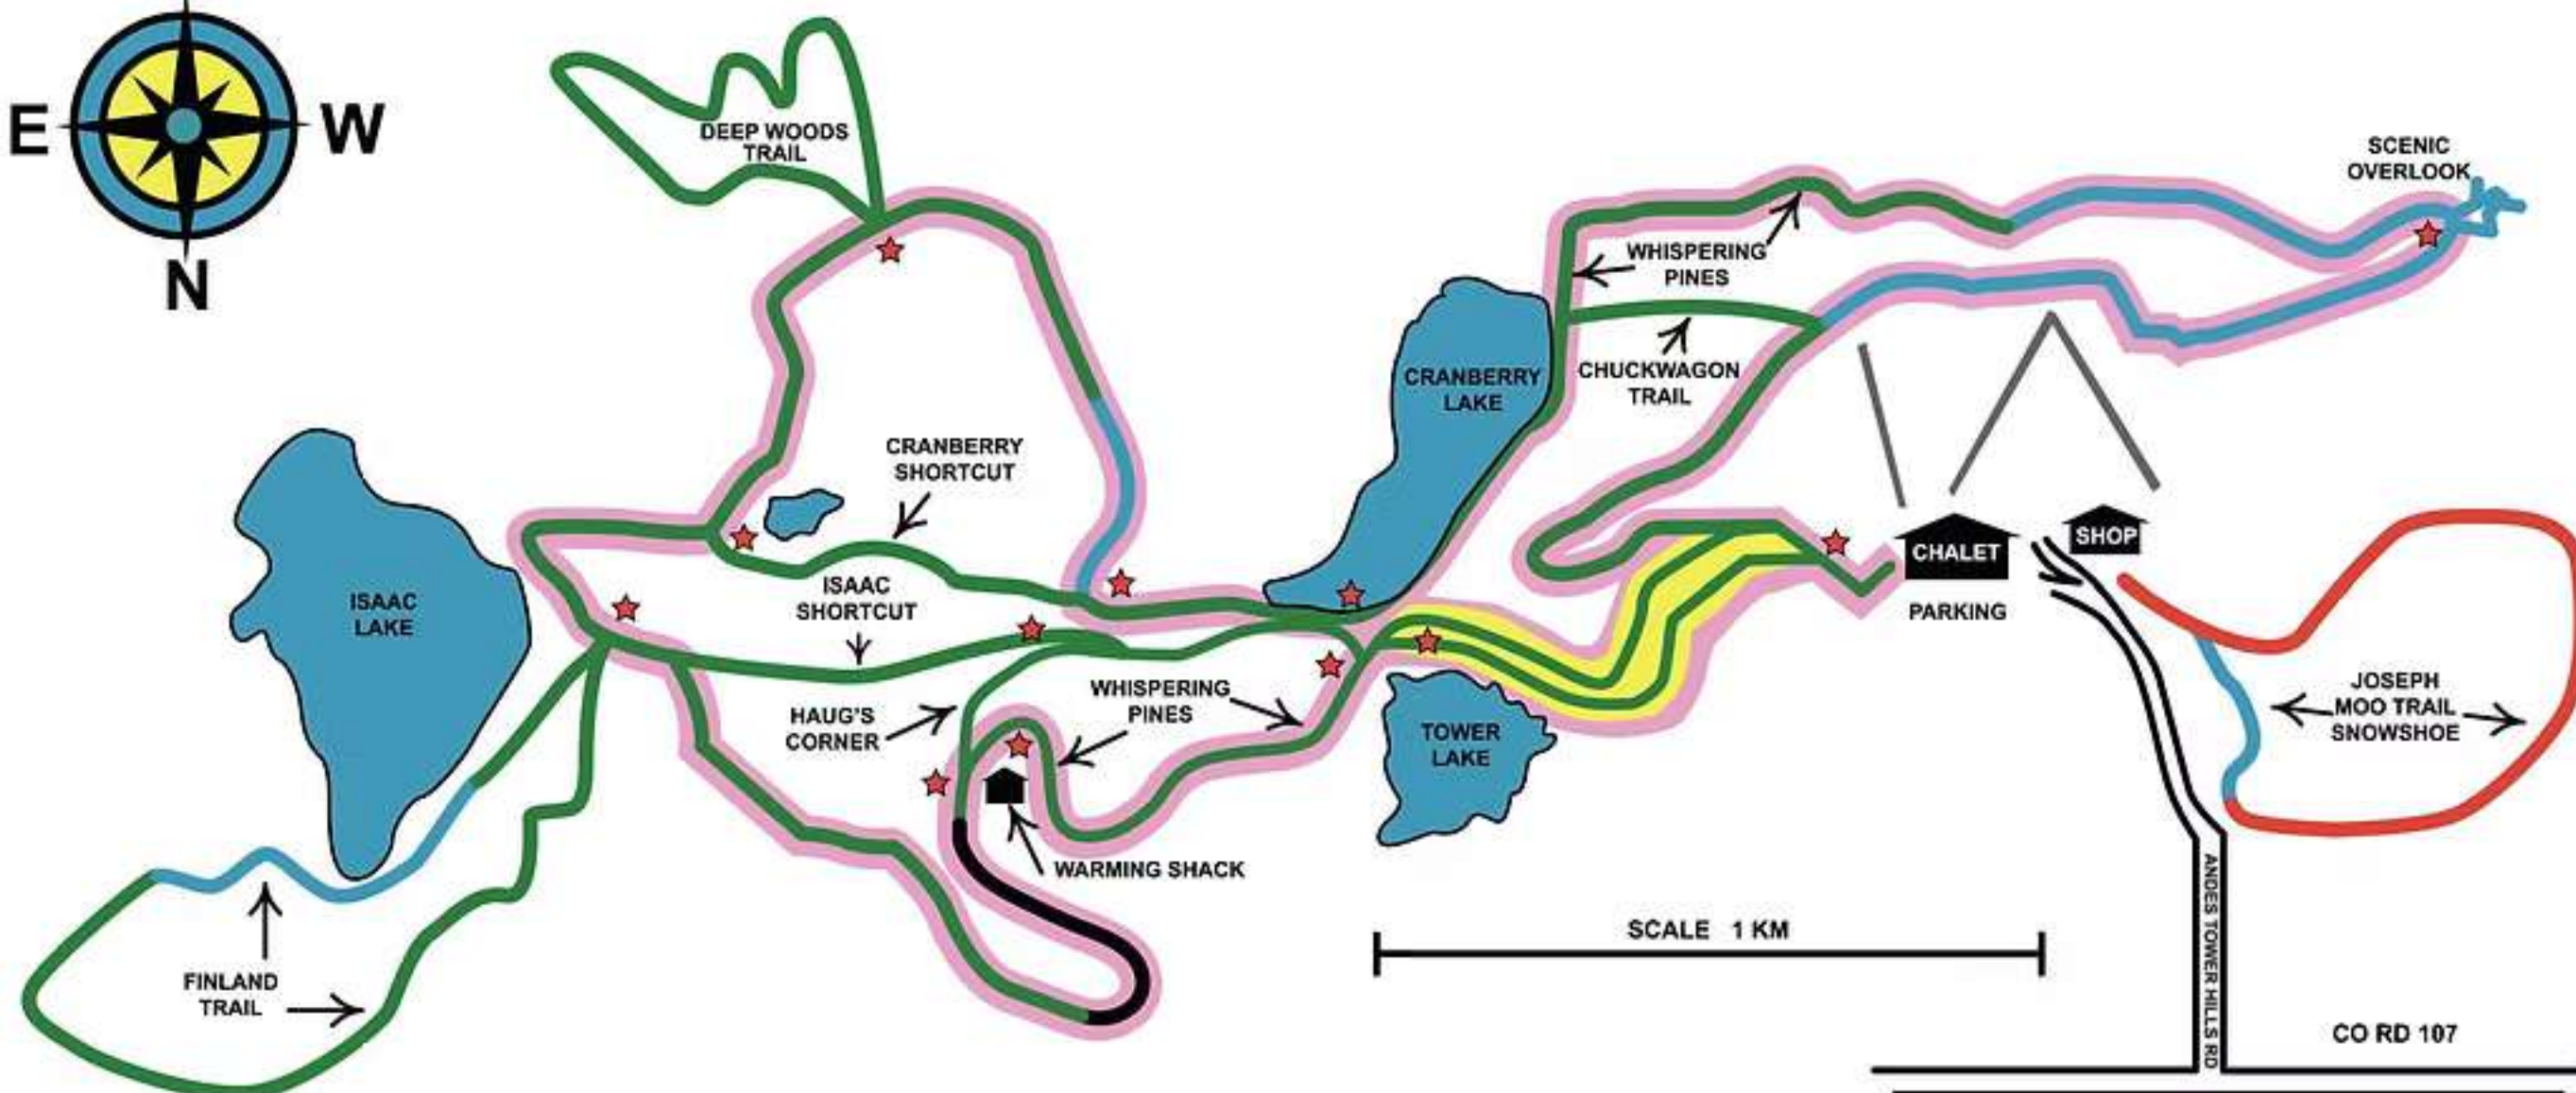 E
W
N
DEEP WOODS
TRAIL
SCENIC
OVERLOOK
WHISPERING
PINES
CRANBERRY
LAKE
CHUCKWAGON
TRAIL
CRANBERRY
SHORTCUT
ISAAC
LAKE
ISAAC
SHORTCUT
CHALET
SHOP
PARKING
HAUG'S
CORNER
WHISPERING
PINES
TOWER
LAKE
JOSEPH
MOO TRAIL
SNOWSHOE
WARMING SHACK
SCALE 1 KM
FINLAND
TRAIL
ANDES TOWER HILLS RD
CO RD 107